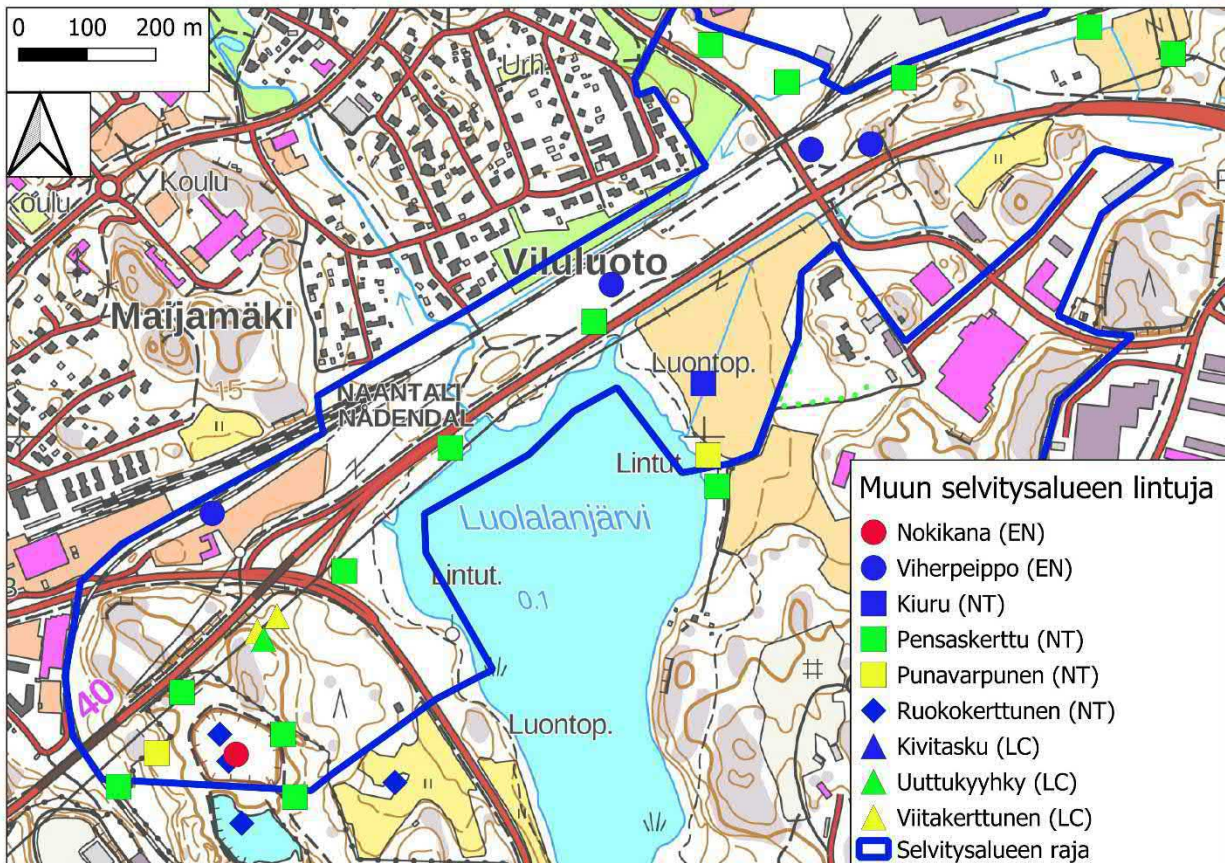 0 100 200 m
Urh.
Koulu
Koulu
Viluluoto
Maijamäki
15
Luontop.
NAANTALI
NÅDENDAL
Lintut.
Luolalanjärvi
Lintut.
0.1
40
Luontop.
Muun selvitysalueen lintuja
Nokikana (EN)
Viherpeippo (EN)
Kiuru (NT)
Pensaskerttu (NT)
Punavarpunen (NT)
Ruokokerttunen (NT)
Kivitasku (LC)
Uuttukyyhky (LC)
Viitakerttunen (LC)
Selvitysalueen raja